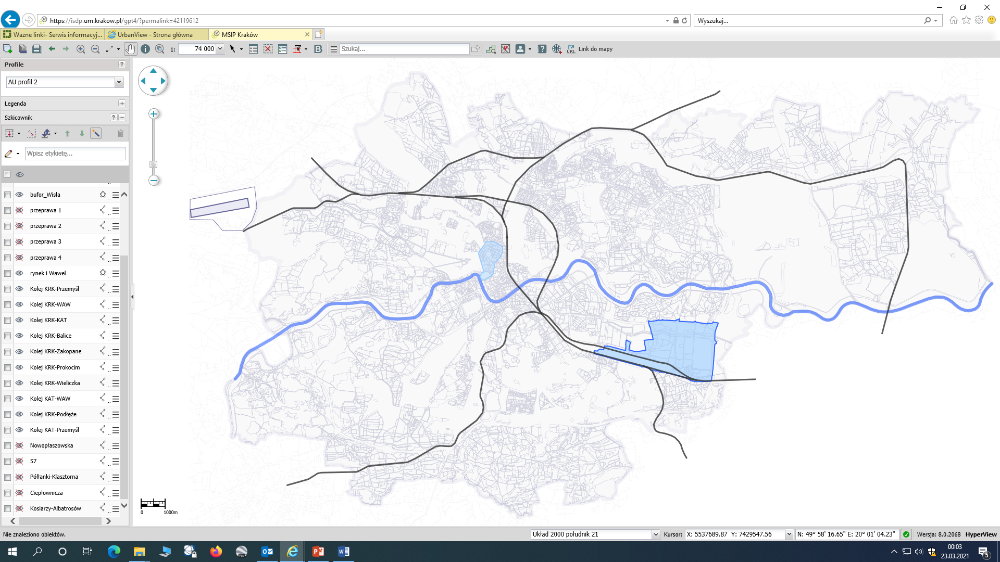 https://isdp.um.krakow.pl/gpt4/?permalink=42119612
Wyszukaj...
Ważne linki- Serwis informacyj...
UrbanView - Strona główna
MSIP Kraków
1:
74 000
B
Szukaj...
URL
Link do mapy
Profile
?
AU profil 2
Legenda
Szkicownik
?
Wpisz etykietę...
bufor_Wisła
przeprawa 1
przeprawa 2
przeprawa 3
przeprawa 4
rynek i Wawel
Kolej KRK-Przemyśl
Kolej KRK-WAW
Kolej KRK-KAT
Kolej KRK-Balice
Kolej KRK-Zakopane
Kolej KRK-Prokocim
Kolej KRK-Wieliczka
Kolej KAT-WAW
Kolej KRK-Podłęże
Kolej KAT-Przemyśl
Nowopłaszowska
S7
Półłanki-Klasztorna
Ciepłownicza
Kosiarzy-Albatrosów
0
1000m
Nie znaleziono obiektów.
Układ 2000 południk 21
Kursor:
X: 5537689.87 Y: 7429547.56
N: 49° 58' 16.65" E: 20° 01' 04.23"
Wersja: 8.0.2068
HyperView
00:03
23.03.2021
5